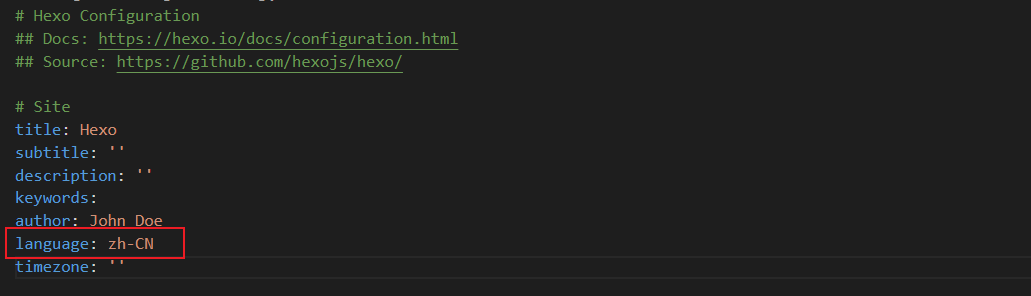 # Hexo Configuration
## Docs: https://hexo.io/docs/configuration.html
## Source: https://github.com/hexojs/hexo/
# Site
title: Hexo
subtitle: ''
description: ''
keywords:
author: John Doe
language: zh-CN
timezone: ''